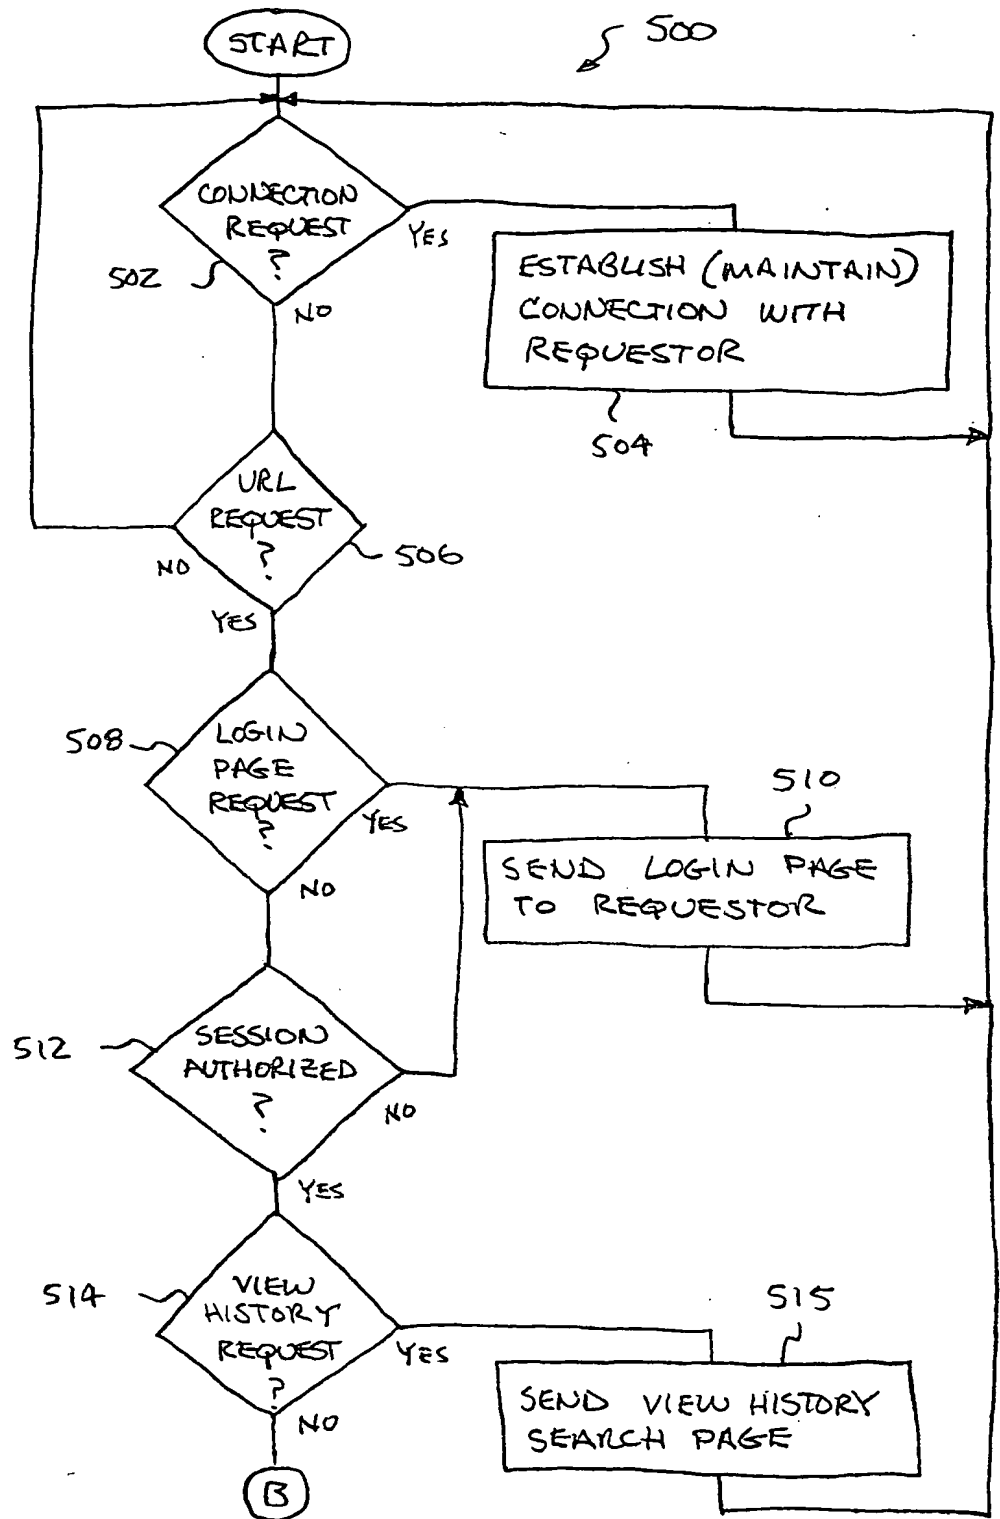 START
500
CONNECTION
REQUEST
?
502
YES
NO
ESTABLISH (MAINTAIN)
CONNECTION WITH
REQUESTOR
504
URL
REQUEST
?
506
NO
YES
508
LOGIN
PAGE
REQUEST
?
YES
NO
510
SEND LOGIN PAGE
TO REQUESTOR
512
SESSION
AUTHORIZED
?
NO
YES
514
VIEW
HISTORY
REQUEST
?
YES
NO
515
SEND VIEW HISTORY
SEARCH PAGE
B